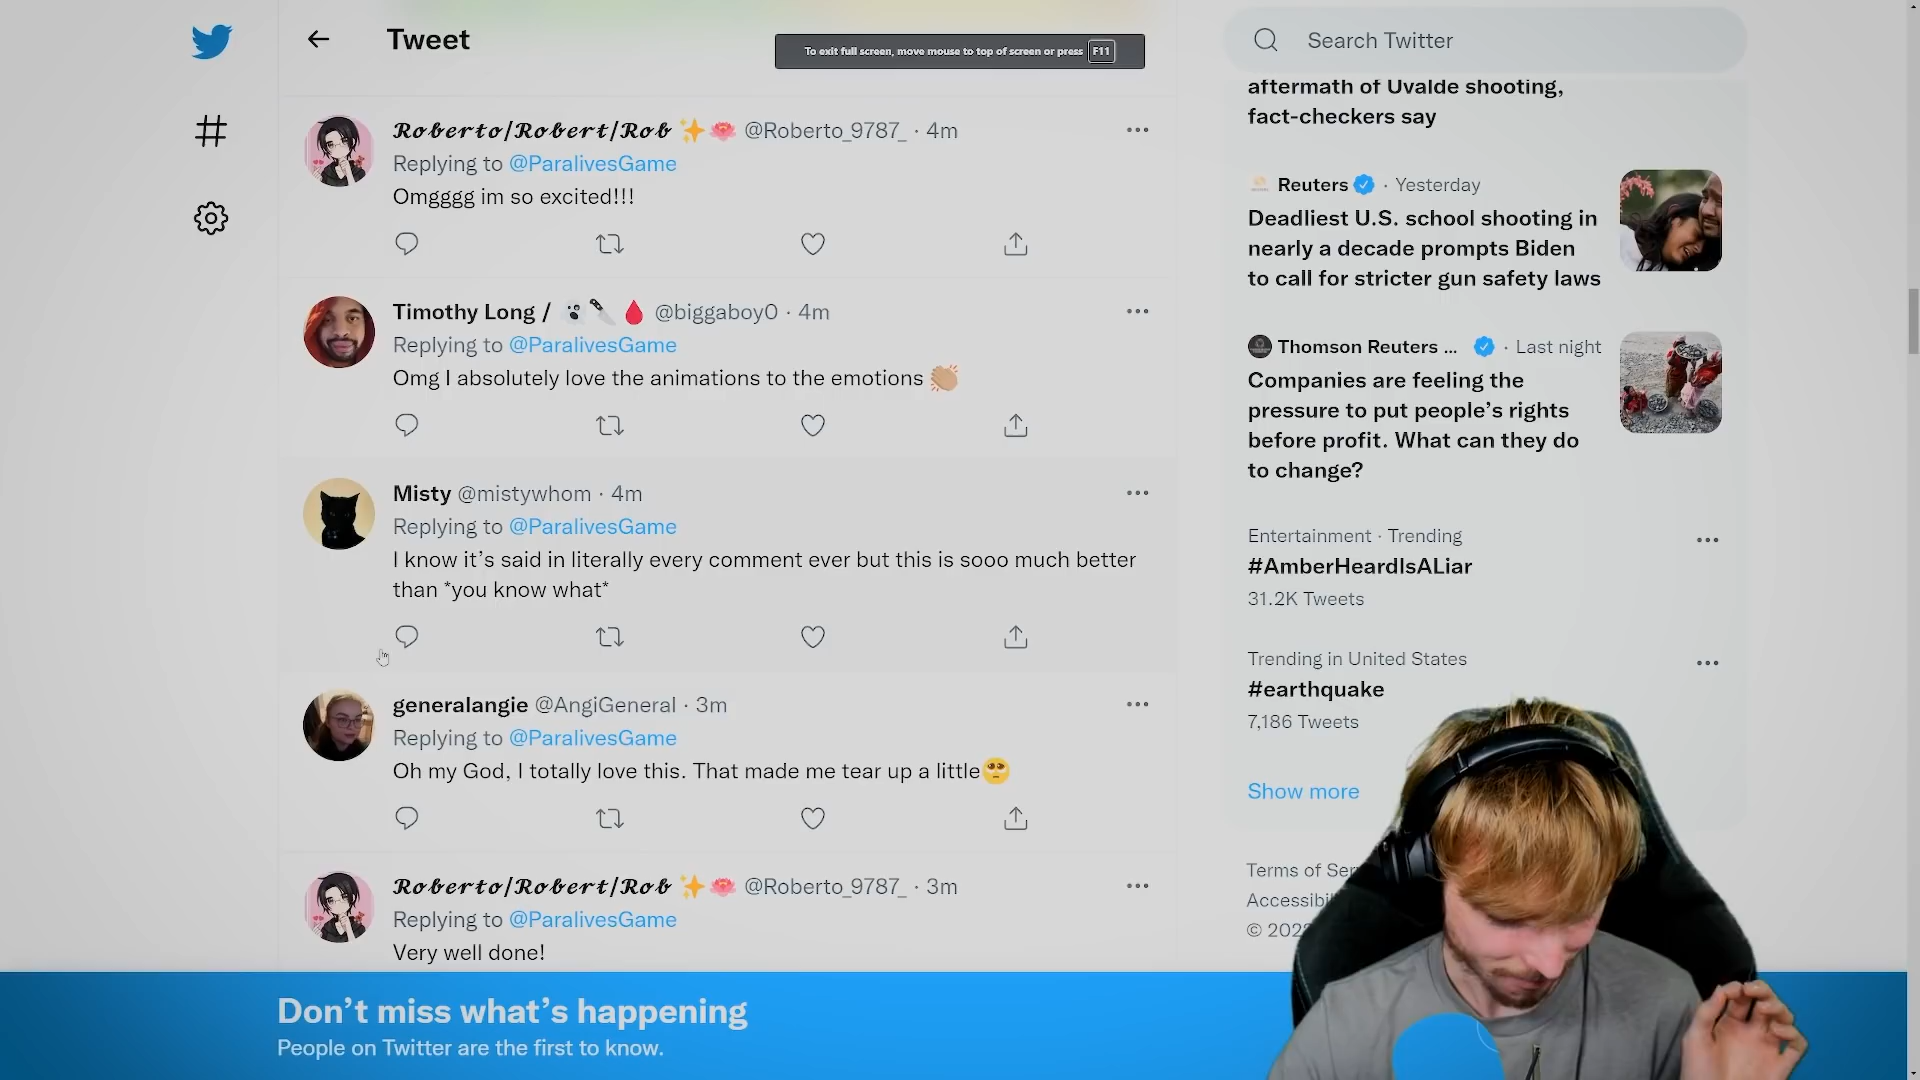 Tweet
To exit full screen, move mouse to top of screen or press F11
Search Twitter
𝓡𝓸𝓫𝓮𝓻𝓽𝓸/𝓡𝓸𝓫𝓮𝓻𝓽/𝓡𝓸𝓫 ✨🪷 @Roberto_9787_ · 4m
Replying to @ParalivesGame
Omgggg im so excited!!!
Timothy Long / 👻🔪🩸 @biggaboy0 · 4m
Replying to @ParalivesGame
Omg I absolutely love the animations to the emotions 👏🏼
Misty @mistywhom · 4m
Replying to @ParalivesGame
I know it’s said in literally every comment ever but this is sooo much better
than *you know what*
generalangie @AngiGeneral · 3m
Replying to @ParalivesGame
Oh my God, I totally love this. That made me tear up a little🥺
𝓡𝓸𝓫𝓮𝓻𝓽𝓸/𝓡𝓸𝓫𝓮𝓻𝓽/𝓡𝓸𝓫 ✨🪷 @Roberto_9787_ · 3m
Replying to @ParalivesGame
Very well done!
aftermath of Uvalde shooting,
fact-checkers say
Reuters · Yesterday
Deadliest U.S. school shooting in
nearly a decade prompts Biden
to call for stricter gun safety laws
Thomson Reuters ... · Last night
Companies are feeling the
pressure to put people’s rights
before profit. What can they do
to change?
Entertainment · Trending
#AmberHeardIsALiar
31.2K Tweets
Trending in United States
#earthquake
7,186 Tweets
Show more
Terms of Ser
Accessibi
© 202
Don’t miss what’s happening
People on Twitter are the first to know.